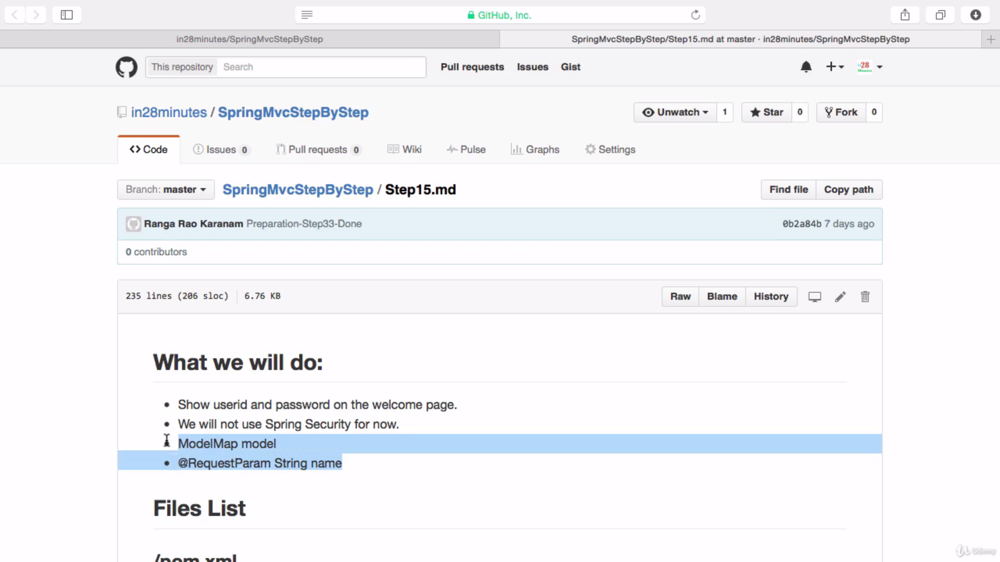 GitHub, Inc.
in28minutes/SpringMvcStepByStep
SpringMvcStepByStep/Step15.md at master · in28minutes/SpringMvcStepByStep
This repository Search
Pull requests Issues Gist
28
Minutes
in28minutes / SpringMvcStepByStep
Unwatch 1 Star 0 Fork 0
Code Issues 0 Pull requests 0 Wiki Pulse Graphs Settings
Branch: master SpringMvcStepByStep / Step15.md
Find file Copy path
Ranga Rao Karanam Preparation-Step33-Done 0b2a84b 7 days ago
0 contributors
235 lines (206 sloc) 6.76 KB
Raw Blame History
What we will do:
• Show userid and password on the welcome page.
• We will not use Spring Security for now.
ModelMap model
• @RequestParam String name
Files List
/pom.xml
Udemy